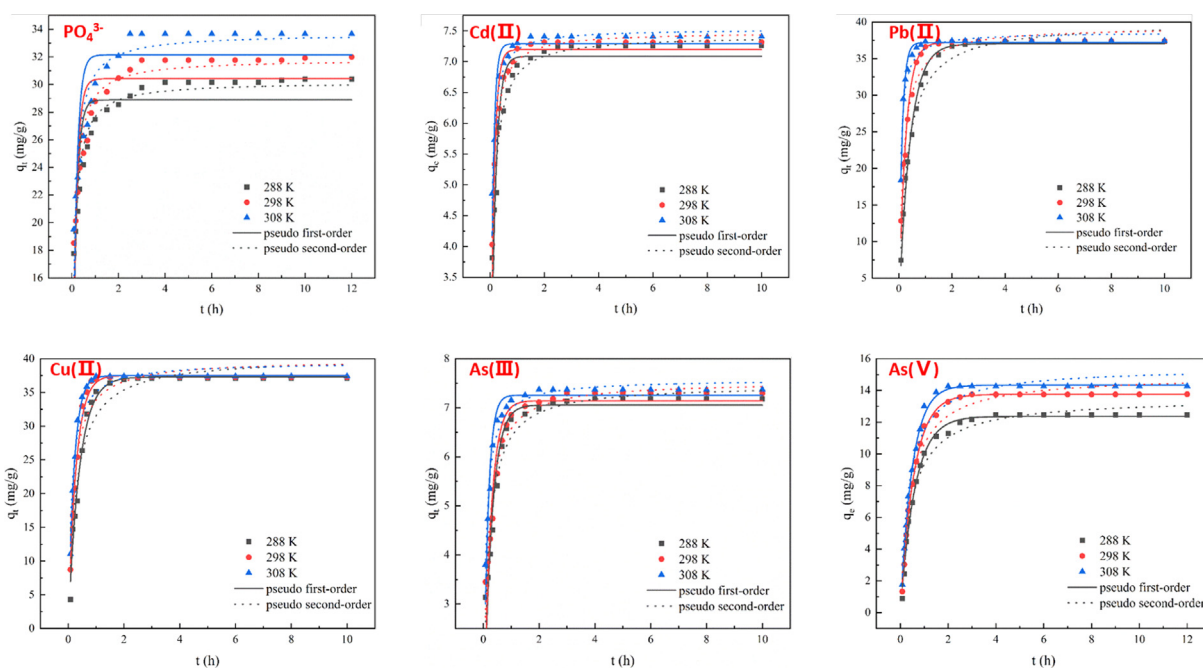 PO₄³⁻
34
32
30
28
26
24
22
20
18
16
qₜ (mg/g)
288 K
298 K
308 K
pseudo first-order
pseudo second-order
0 2 4 6 8 10 12
t (h)
Cd(Ⅱ)
7.5
7.0
6.5
6.0
5.5
5.0
4.5
4.0
3.5
qₑ (mg/g)
288 K
298 K
308 K
pseudo first-order
pseudo second-order
0 2 4 6 8 10
t (h)
Pb(Ⅱ)
40
35
30
25
20
15
10
5
qₜ (mg/g)
288 K
298 K
308 K
pseudo first-order
pseudo second-order
0 2 4 6 8 10
t (h)
Cu(Ⅱ)
40
35
30
25
20
15
10
5
0
qₜ (mg/g)
288 K
298 K
308 K
pseudo first-order
pseudo second-order
0 2 4 6 8 10
t (h)
As(Ⅲ)
8
7
6
5
4
3
qₜ (mg/g)
288 K
298 K
308 K
pseudo first-order
pseudo second-order
0 2 4 6 8 10
t (h)
As(Ⅴ)
16
14
12
10
8
6
4
2
0
qₑ (mg/g)
288 K
298 K
308 K
pseudo first-order
pseudo second-order
0 2 4 6 8 10 12
t (h)